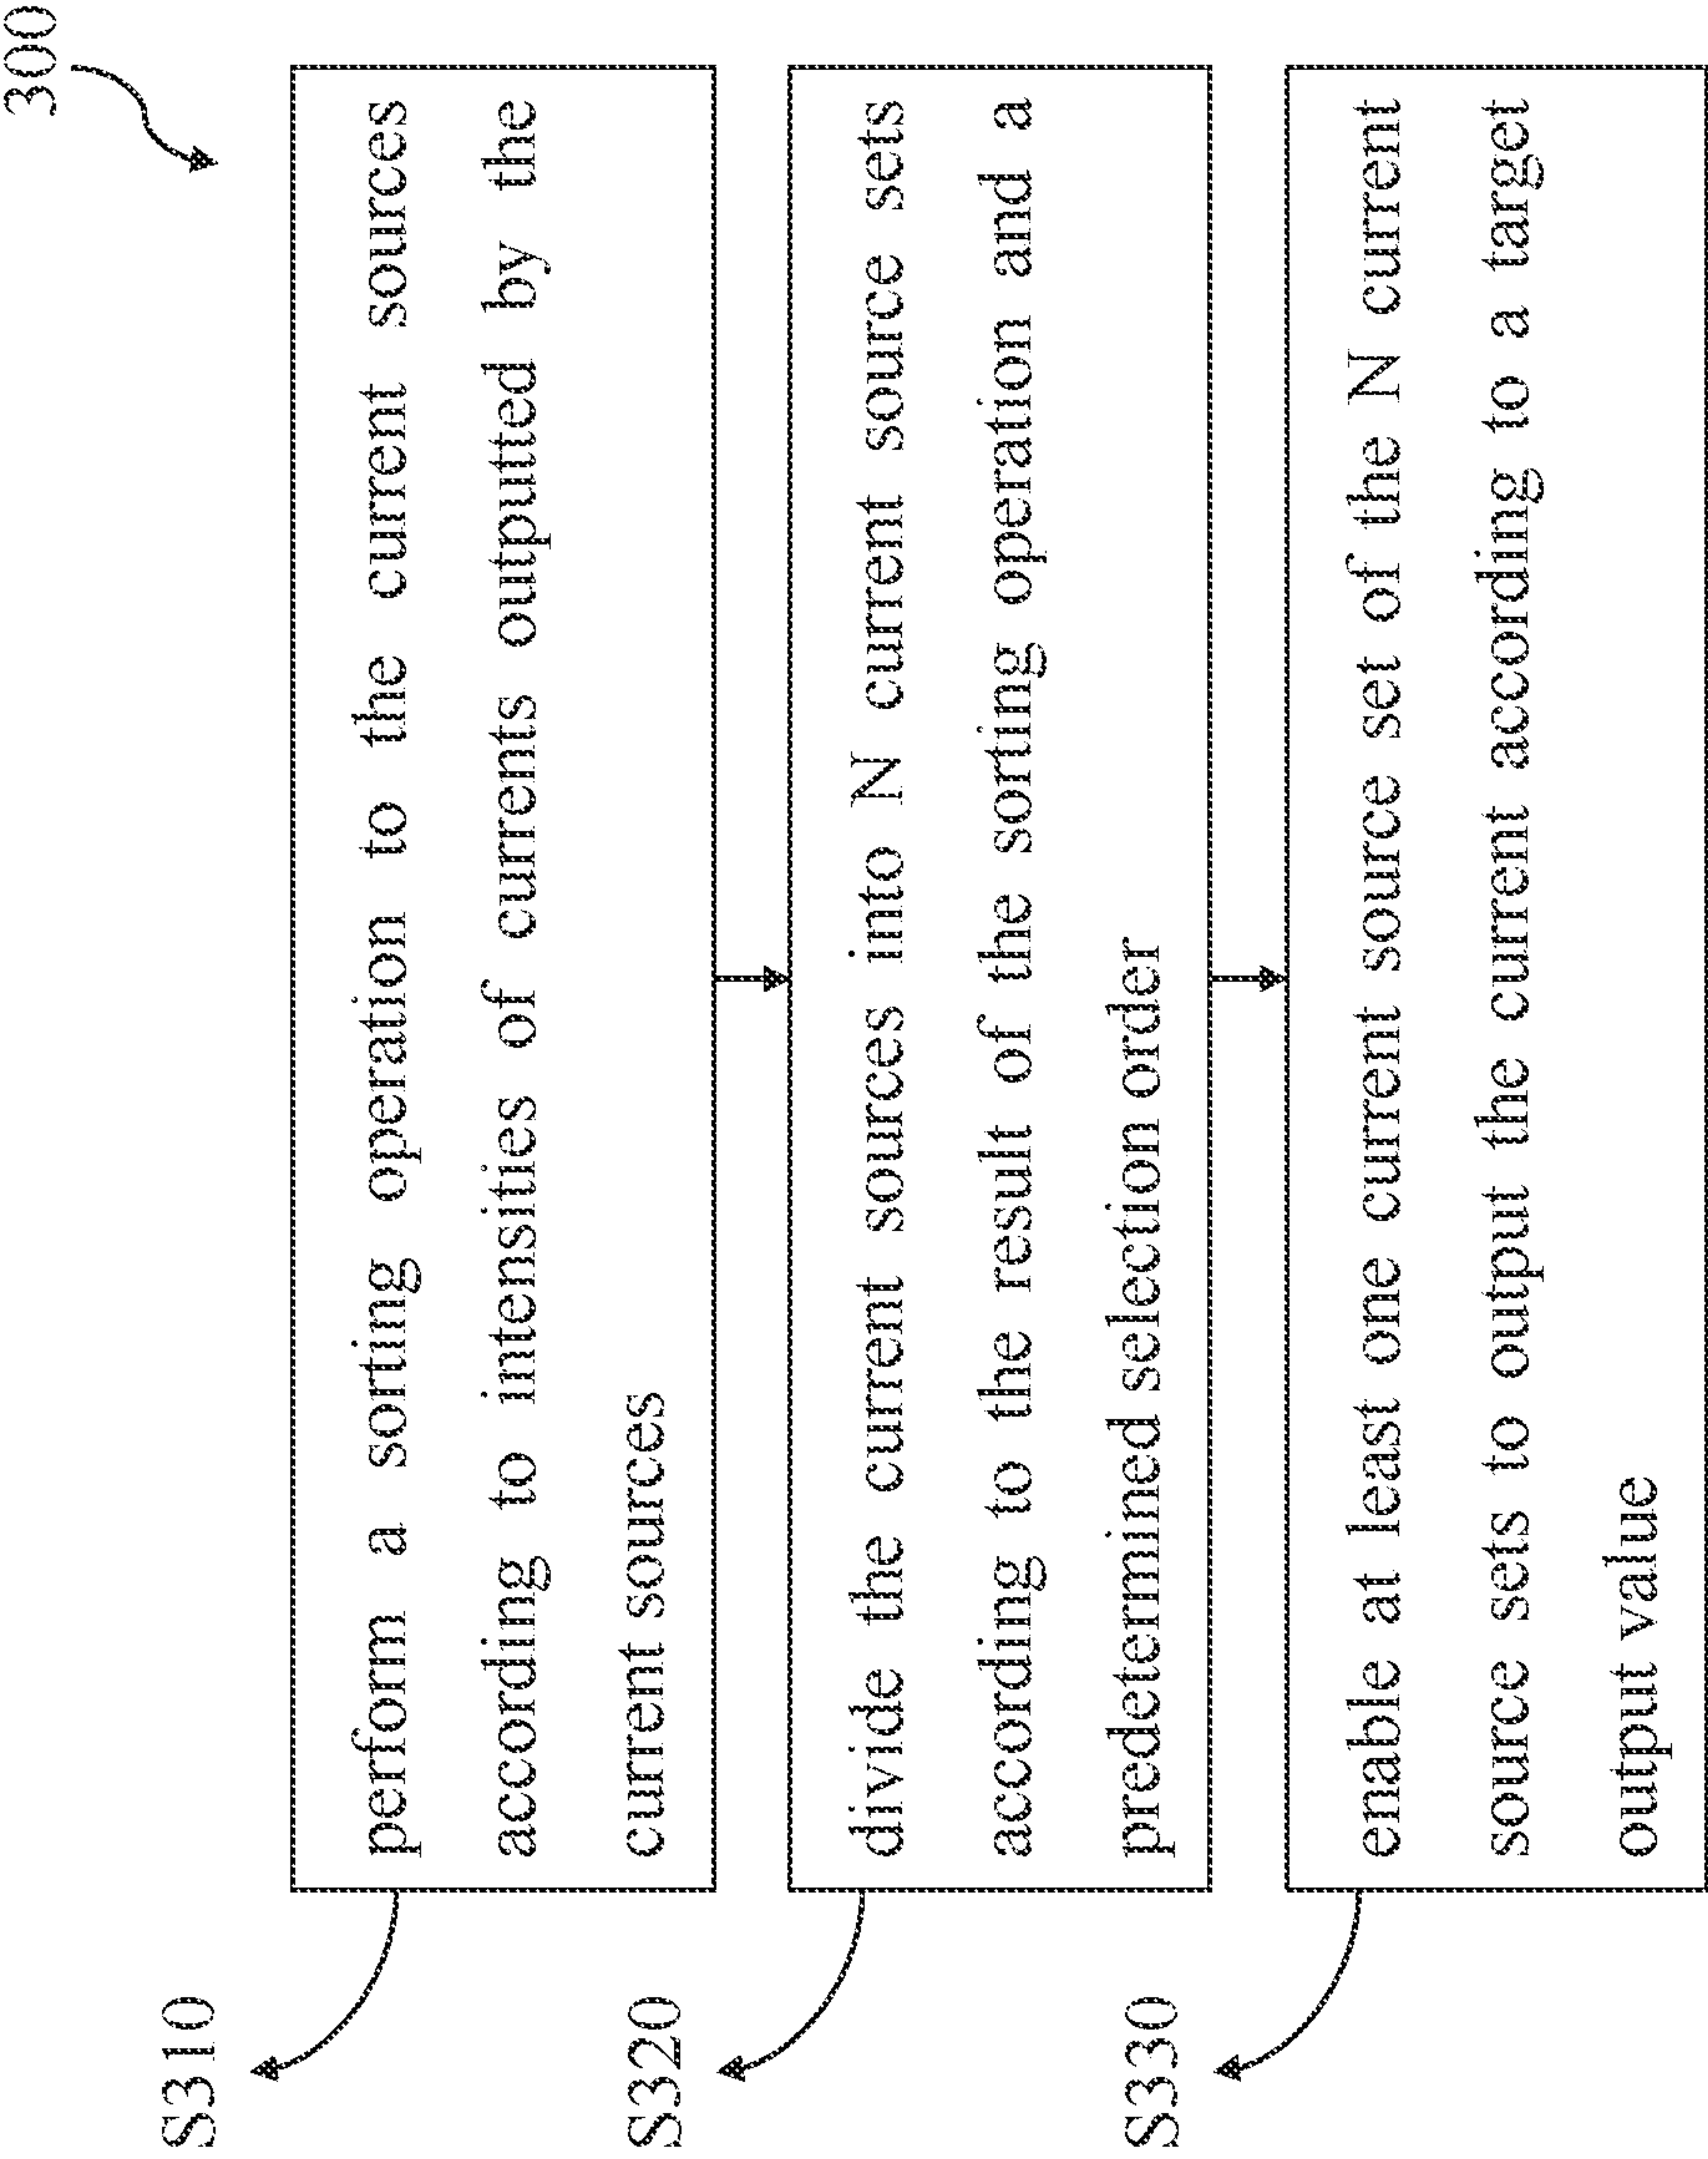 300
S310
perform a sorting operation to the current sources
according to intensities of currents outputted by the
current sources
S320
divide the current sources into N current source sets
according to the result of the sorting operation and a
predetermined selection order
S330
enable at least one current source set of the N current
source sets to output the current according to a target
output value